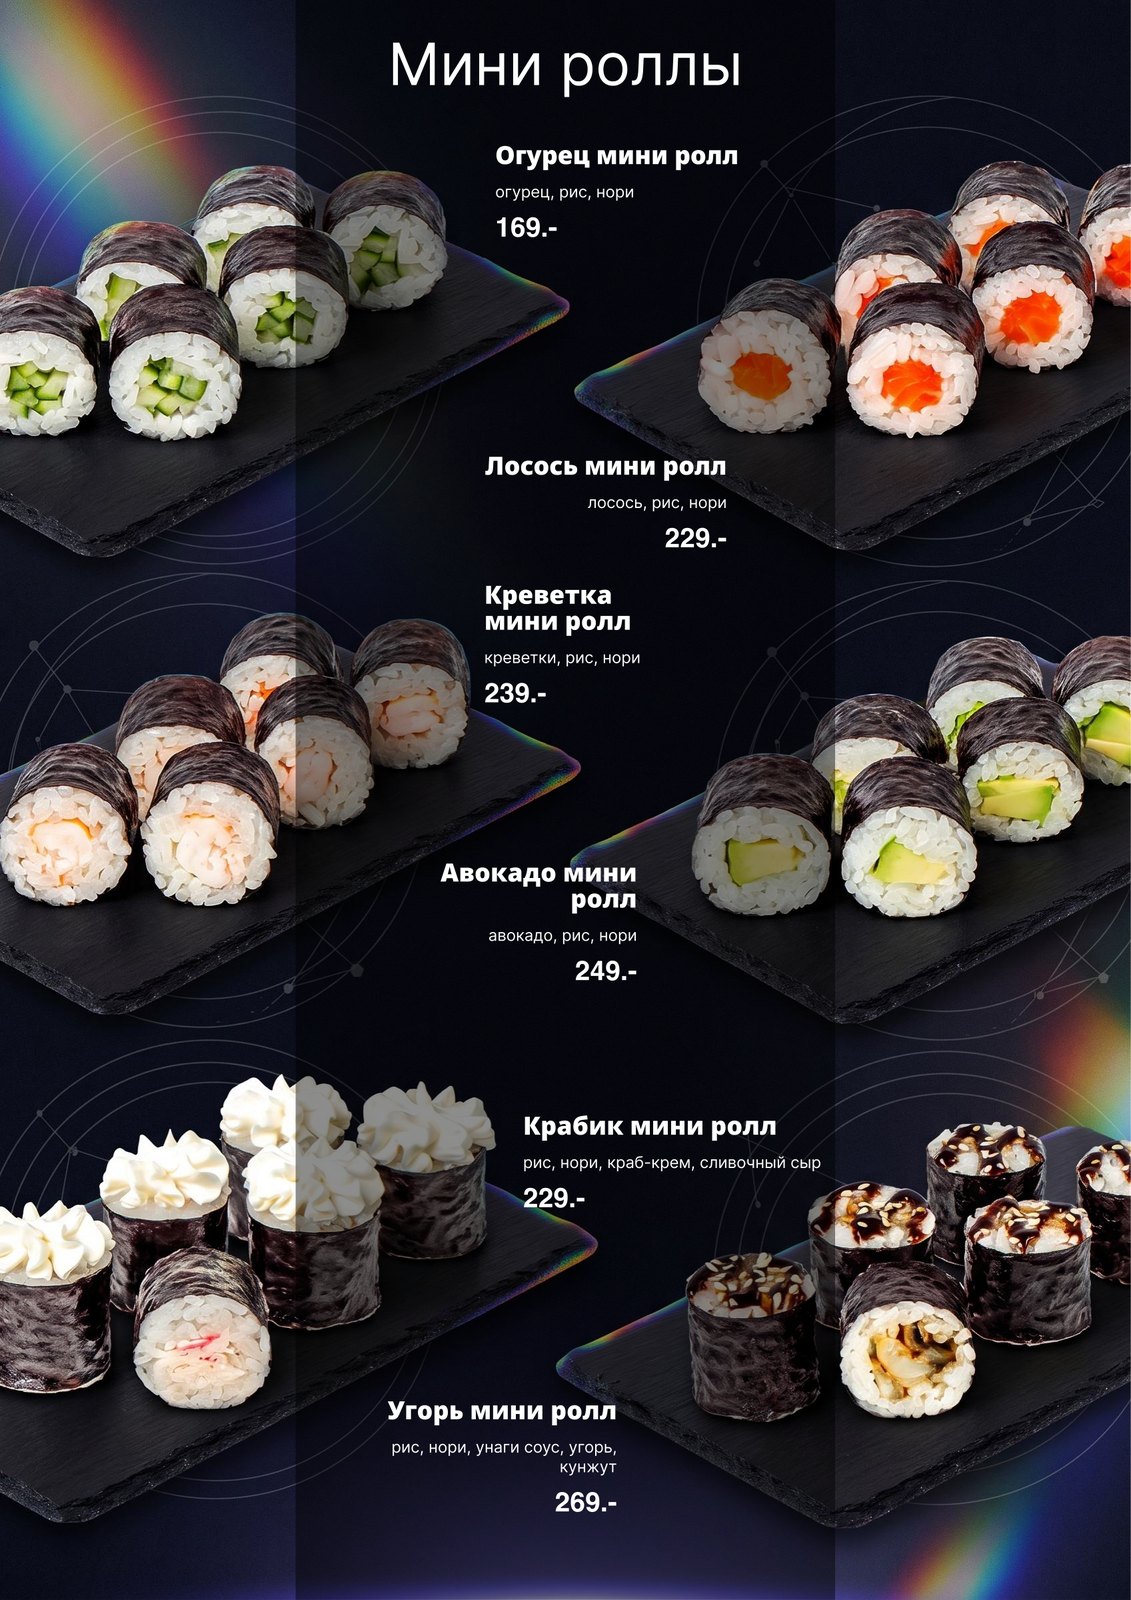 Мини роллы
Огурец мини ролл
огурец, рис, нори
169.-
Лосось мини ролл
лосось, рис, нори
229.-
Креветка
мини ролл
креветки, рис, нори
239.-
Авокадо мини
ролл
авокадо, рис, нори
249.-
Крабик мини ролл
рис, нори, краб-крем, сливочный сыр
229.-
Угорь мини ролл
рис, нори, унаги соус, угорь,
кунжут
269.-